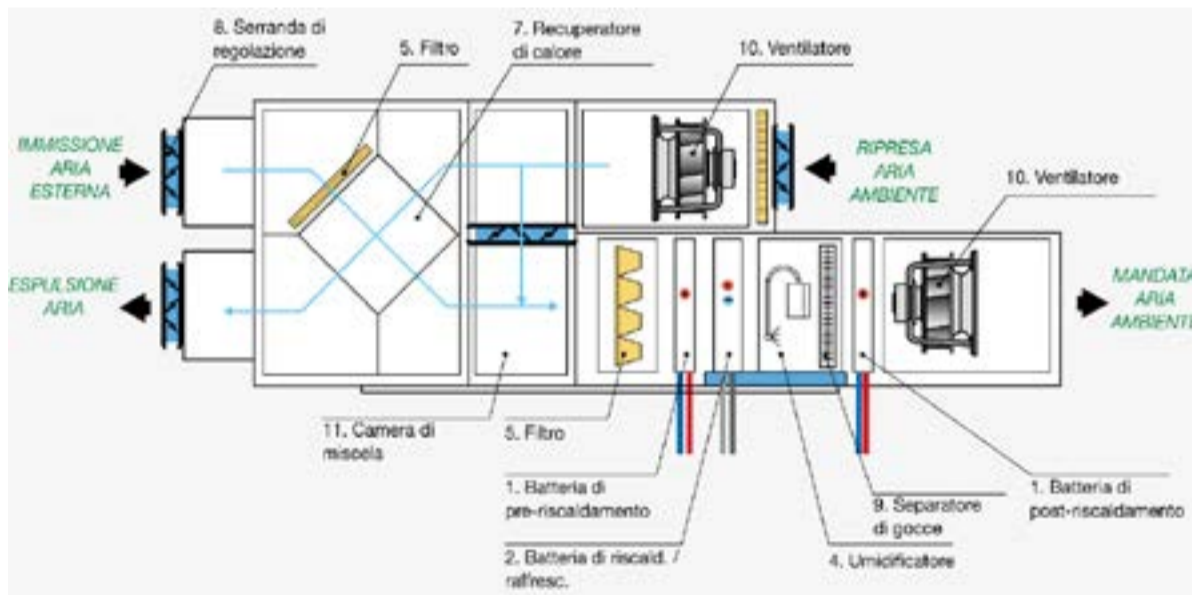 8. Serranda di
regolazione
5. Filtro
7. Recuperatore
di calore
10. Ventilatore
IMMISSIONE
ARIA
ESTERNA
RIPRESA
ARIA
AMBIENTE
10. Ventilatore
ESPULSIONE
ARIA
MANDATA
ARIA
AMBIENTE
11. Camera di
miscela
5. Filtro
1. Batteria di
pre-riscaldamento
9. Separatore
di gocce
1. Batteria di
post-riscaldamento
2. Batteria di riscald. /
raffresc.
4. Umidificatore